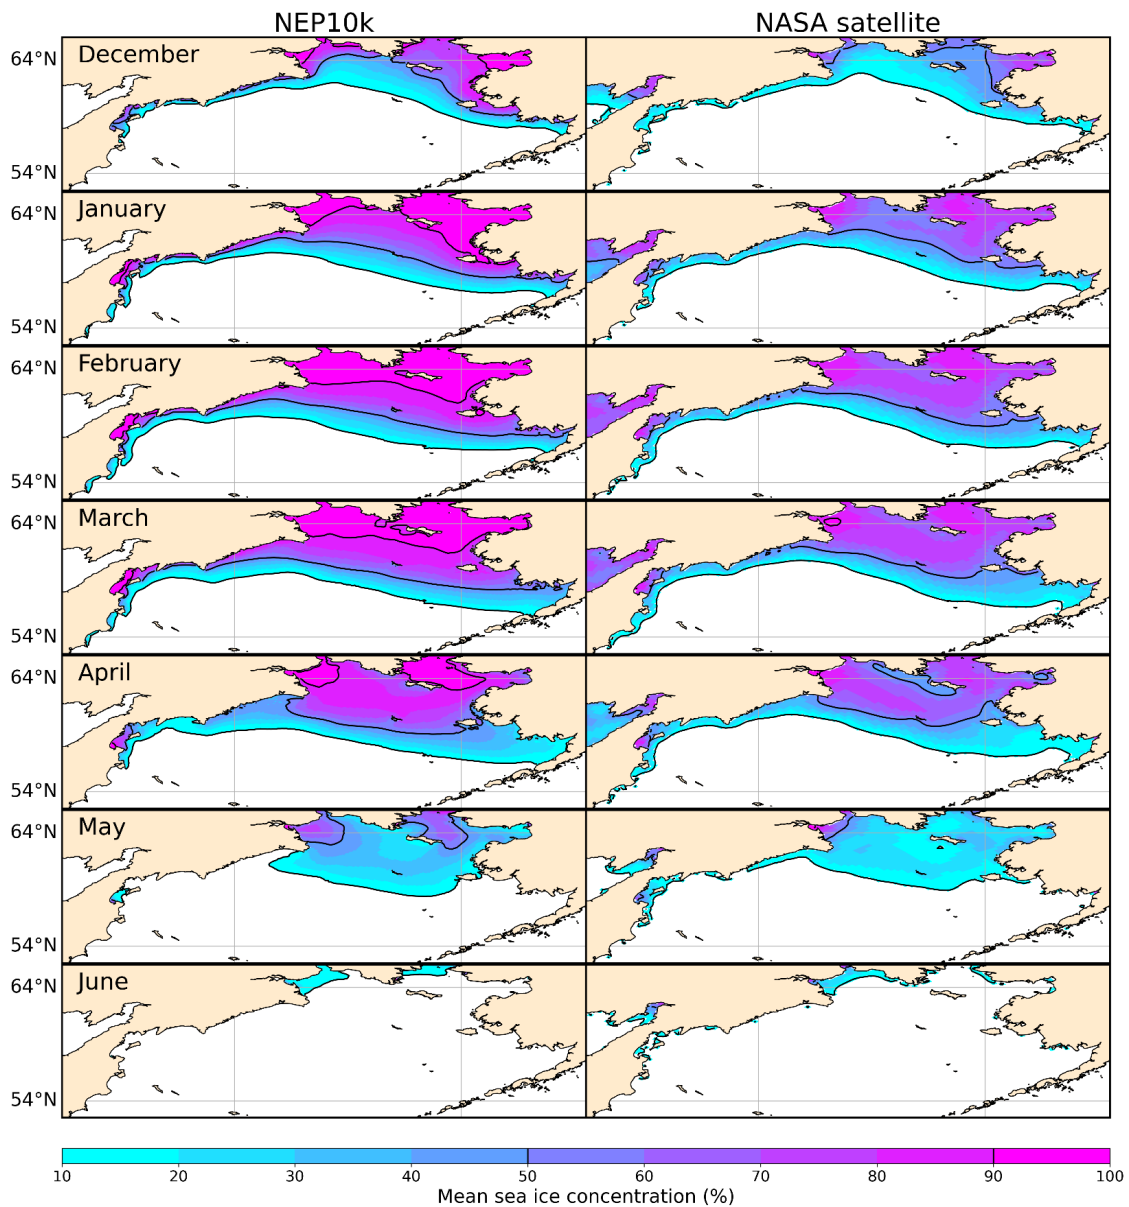 NEP10k NASA satellite
64°N December
54°N
64°N January
54°N
64°N February
54°N
64°N March
54°N
64°N April
54°N
64°N May
54°N
64°N June
54°N
10 20 30 40 50 60 70 80 90 100
Mean sea ice concentration (%)